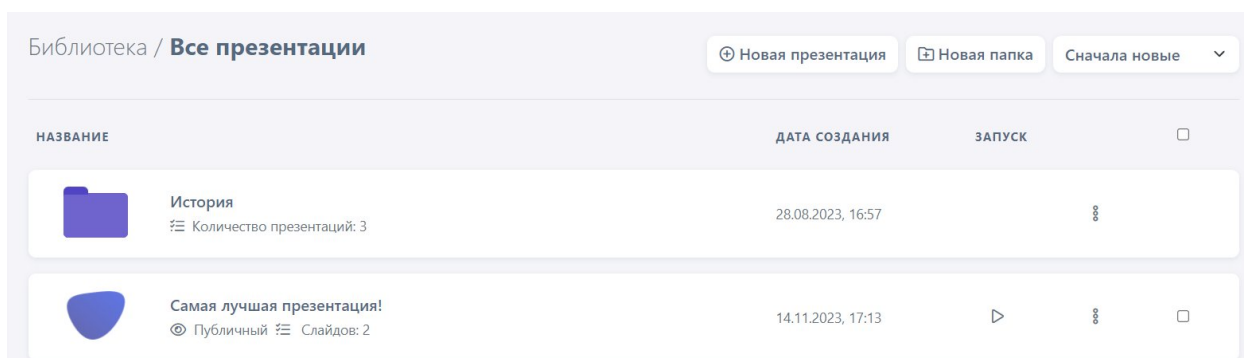 Библиотека / Все презентации
Новая презентация Новая папка Сначала новые
НАЗВАНИЕ ДАТА СОЗДАНИЯ ЗАПУСК
История
Количество презентаций: 3
28.08.2023, 16:57
Самая лучшая презентация!
Публичный Слайдов: 2
14.11.2023, 17:13